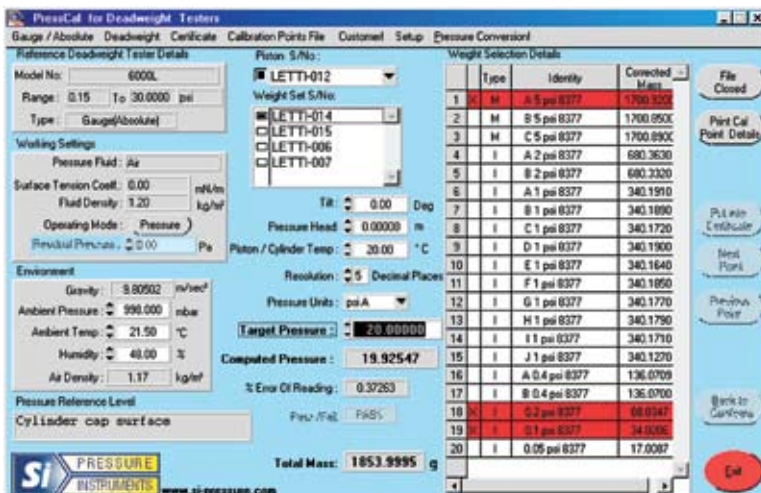 PressCal for Deadweight Testers
Gauge / Absolute Deadweight Certificate Calibration Points File Customer Setup Pressure Conversion!
Reference Deadweight Tester Details
Model No: 6000L
Range: 0.15 To 30.0000 psi
Type: Gauge(Absolute)
Working Settings
Pressure Fluid: Air
Surface Tension Coeff.: 0.00 mN/m
Fluid Density: 1.20 kg/m³
Operating Mode: Pressure
Residual Pressure: 0.00 Pa
Environment
Gravity: 9.80502 m/sec²
Ambient Pressure: 990.000 mbar
Ambient Temp: 21.50 °C
Humidity: 48.00 %
Air Density: 1.17 kg/m³
Pressure Reference Level
Cylinder cap surface
Si PRESSURE
INSTRUMENTS www.si-pressure.com
Piston S/No:
LETTI-012
Weight Set S/No:
LETTI-014
LETTI-015
LETTI-006
LETTI-007
Tilt: 0.00 Deg
Pressure Head 0.00000 m
Piston / Cylinder Temp: 20.00 °C
Resolution: 5 Decimal Places
Pressure Units: psiA
Target Pressure: 20.00000
Computed Pressure: 19.92547
% Error Of Reading: 0.37263
Pass /Fail: PASS
Total Mass: 1853.9995 g
Weight Selection Details
Type Identity Corrected Mass
1 X M A 5 psi 8377
2 M B 5 psi 8377 1700.8500
3 M C 5 psi 8377 1700.8900
4 I A 2 psi 8377 680.3630
5 I B 2 psi 8377 680.3320
6 I A 1 psi 8377 340.1910
7 I B 1 psi 8377 340.1890
8 I C 1 psi 8377 340.1720
9 I D 1 psi 8377 340.1900
10 I E 1 psi 8377 340.1640
11 I F 1 psi 8377 340.1850
12 I G 1 psi 8377 340.1770
13 I H 1 psi 8377 340.1790
14 I I 1 psi 8377 340.1710
15 I J 1 psi 8377 340.1270
16 I A 0.4 psi 8377 136.0709
17 I B 0.4 psi 8377 136.0700
18 X I 0.2 psi 8377 68.0347
19 X I 0.1 psi 8377
20 I 0.05 psi 8377 17.0087
File
Closed
Print Cal
Point Details
Put into
Certificate
Next
Point
Previous
Point
Back to
Exit